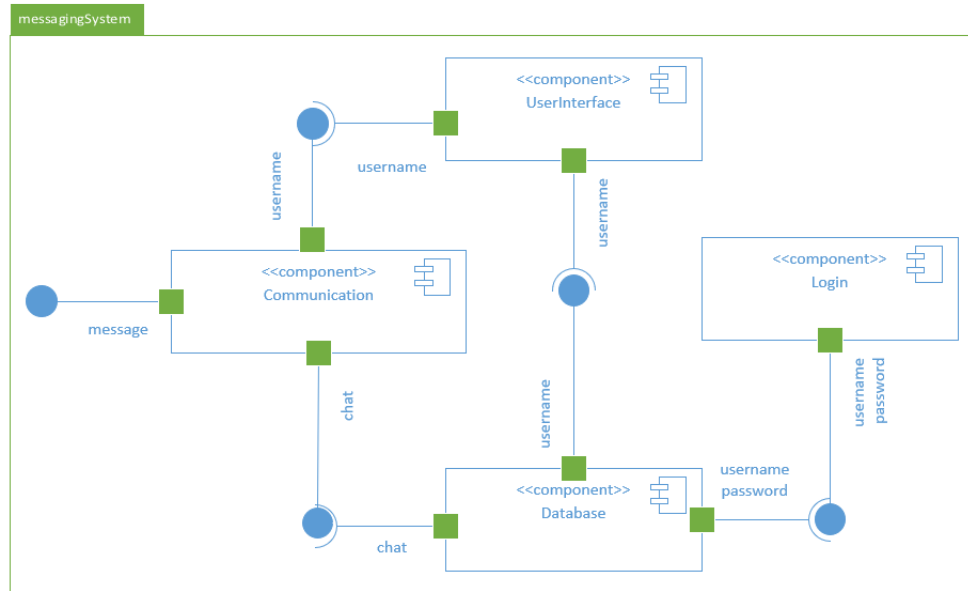 messagingSystem
<<component>>
UserInterface
username
username
username
<<component>>
Communication
<<component>>
Login
message
chat
username
username
password
<<component>>
Database
username
password
chat